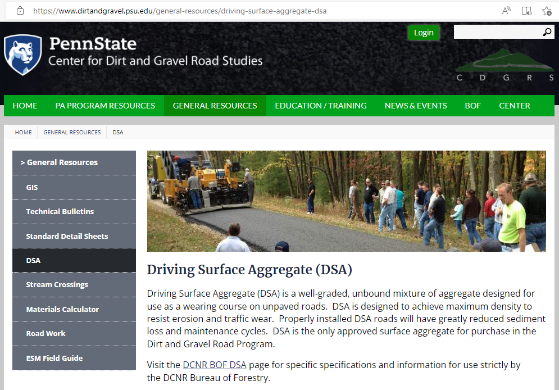 https://www.dirtandgravel.psu.edu/general-resources/driving-surface-aggregate-dsa
Login
PennState
Center for Dirt and Gravel Road Studies
C D G R S
HOME PA PROGRAM RESOURCES GENERAL RESOURCES EDUCATION / TRAINING NEWS & EVENTS BOF CENTER
HOME GENERAL RESOURCES DSA
> General Resources
GIS
Technical Bulletins
Standard Detail Sheets
DSA
Stream Crossings
Materials Calculator
Road Work
ESM Field Guide
Driving Surface Aggregate (DSA)
Driving Surface Aggregate (DSA) is a well-graded, unbound mixture of aggregate designed for
use as a wearing course on unpaved roads. DSA is designed to achieve maximum density to
resist erosion and traffic wear. Properly installed DSA roads will have greatly reduced sediment
loss and maintenance cycles. DSA is the only approved surface aggregate for purchase in the
Dirt and Gravel Road Program.
Visit the DCNR BOF DSA page for specific specifications and information for use strictly by
the DCNR Bureau of Forestry.